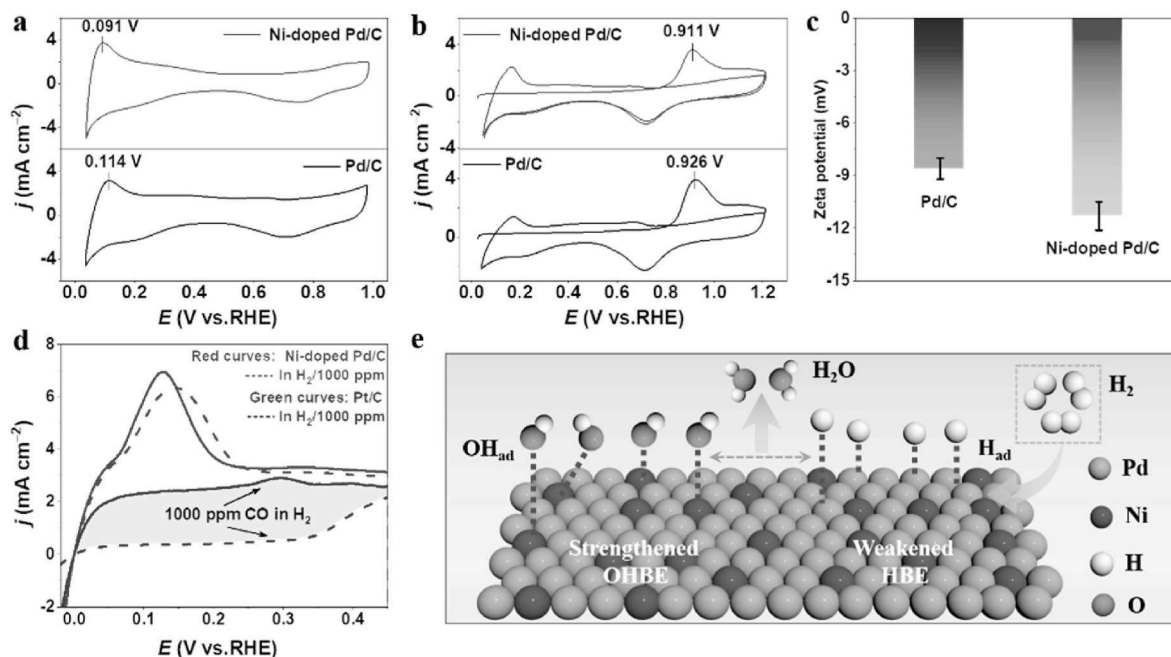 a
0.091 V
Ni-doped Pd/C
0.114 V
Pd/C
4
0
-4
4
0
-4
j (mA cm⁻²)
0.0 0.2 0.4 0.6 0.8 1.0
E (V vs.RHE)
b
0.911 V
Ni-doped Pd/C
0.926 V
Pd/C
4
0
-4
4
0
j (mA cm⁻²)
0.0 0.2 0.4 0.6 0.8 1.0 1.2
E (V vs.RHE)
c
0
-3
-6
-9
-12
-15
Zeta potential (mV)
Pd/C
Ni-doped Pd/C
d
Red curves: Ni-doped Pd/C
In H₂/1000 ppm
Green curves: Pt/C
In H₂/1000 ppm
1000 ppm CO in H₂
8
6
4
2
0
-2
j (mA cm⁻²)
0.0 0.1 0.2 0.3 0.4
E (V vs.RHE)
e
H₂O
H₂
OHad
Had
Strengthened
OHBE
Weakened
HBE
Pd
Ni
H
O